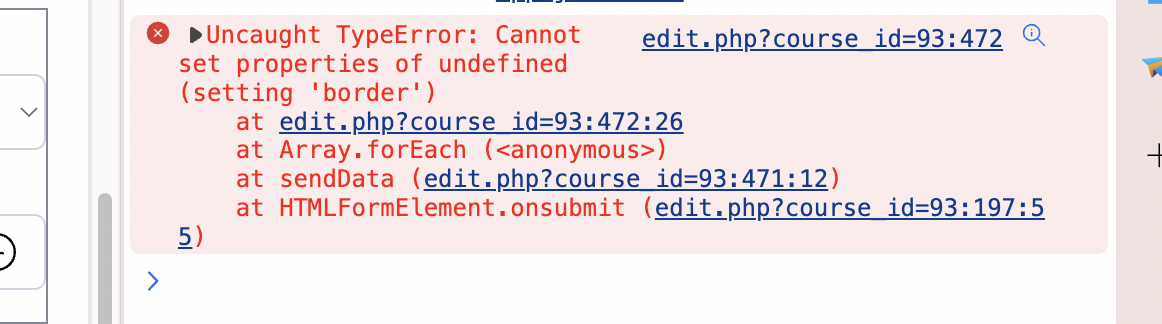 Uncaught TypeError: Cannot edit.php?course_id=93:472
set properties of undefined
(setting 'border')
at edit.php?course_id=93:472:26
at Array.forEach (<anonymous>)
at sendData (edit.php?course_id=93:471:12)
at HTMLFormElement.onsubmit (edit.php?course_id=93:197:5
5)